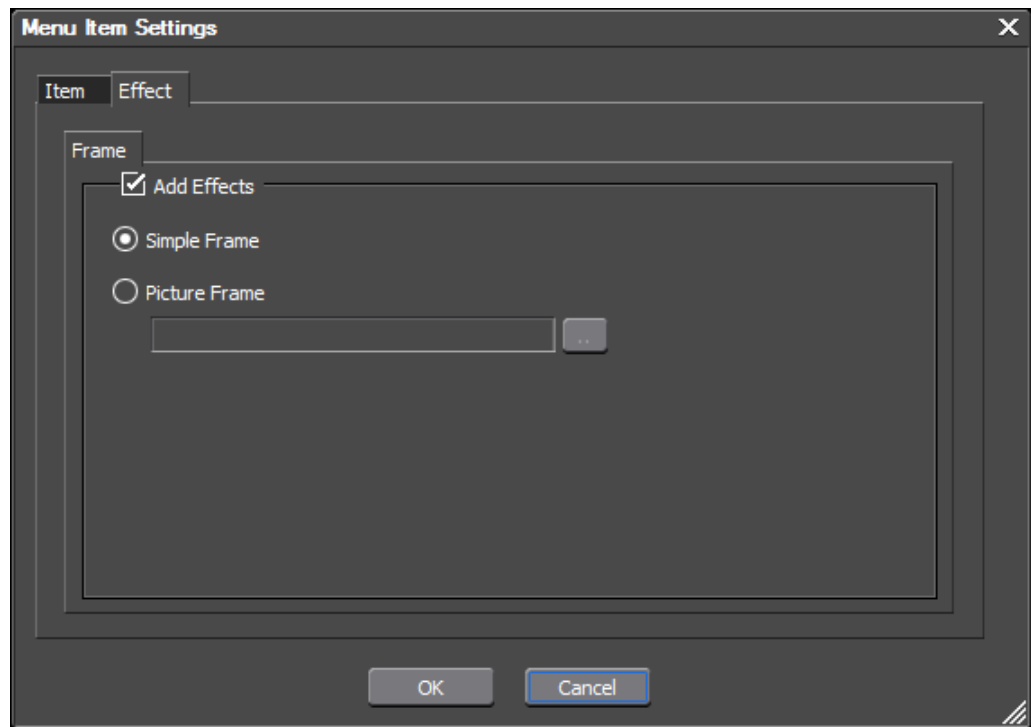 Menu Item Settings
Item Effect
Frame
Add Effects
Simple Frame
Picture Frame
..
OK Cancel